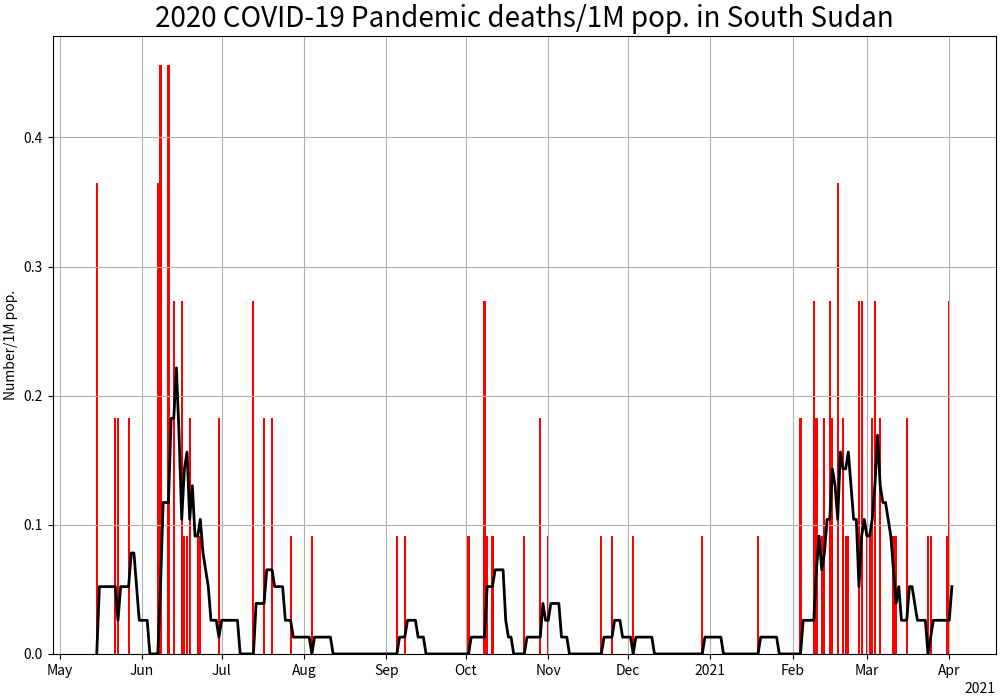 2020 COVID-19 Pandemic deaths/1M pop. in South Sudan
Number/1M pop.
0.4
0.3
0.2
0.1
0.0
May Jun Jul Aug Sep Oct Nov Dec 2021 Feb Mar Apr
2021